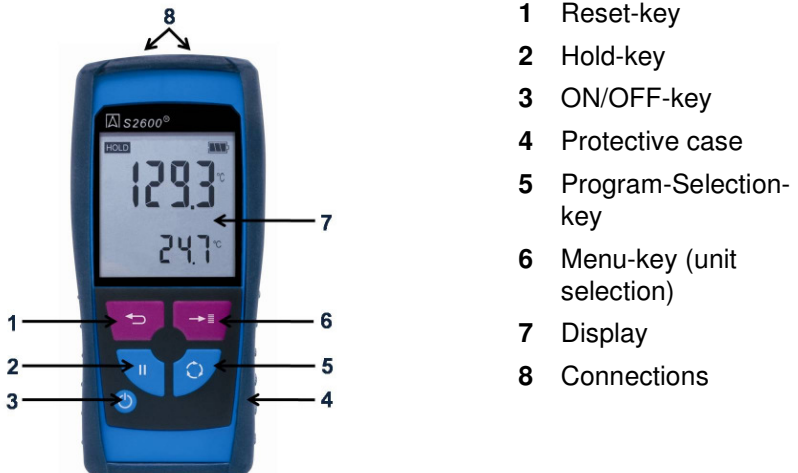 8
S2600®
HOLD
129.3 °C
7
24.7 °C
1
6
2
5
3
4
1 Reset-key
2 Hold-key
3 ON/OFF-key
4 Protective case
5 Program-Selection-
key
6 Menu-key (unit
selection)
7 Display
8 Connections